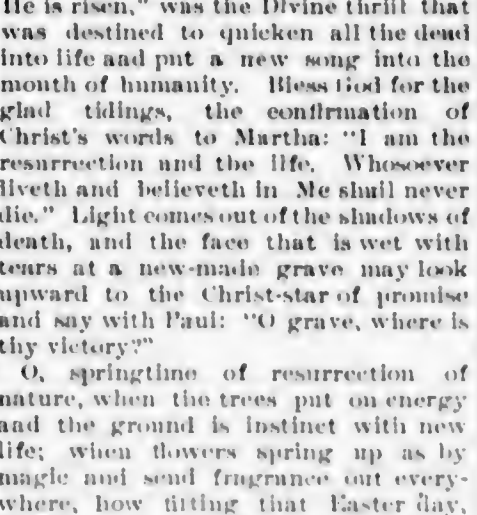 He is risen," was the Divine thrill that
was destined to quicken all the dead
into life and put a new song into the
month of humanity. Bless God for the
glad tidings, the confirmation of
Christ's words to Martha: "I am the
resurrection and the life. Whosoever
liveth and believeth in Me shall never
die." Light comes out of the shadows of
death, and the face that is wet with
tears at a new-made grave may look
upward to the Christ-star of promise
and say with Paul: "O grave, where is
thy victory?"
O, springtime of resurrection of
nature, when the trees put on energy
and the ground is instinct with new
life; when flowers spring up as by
magic and send fragrance out every-
where, how fitting that Easter day,